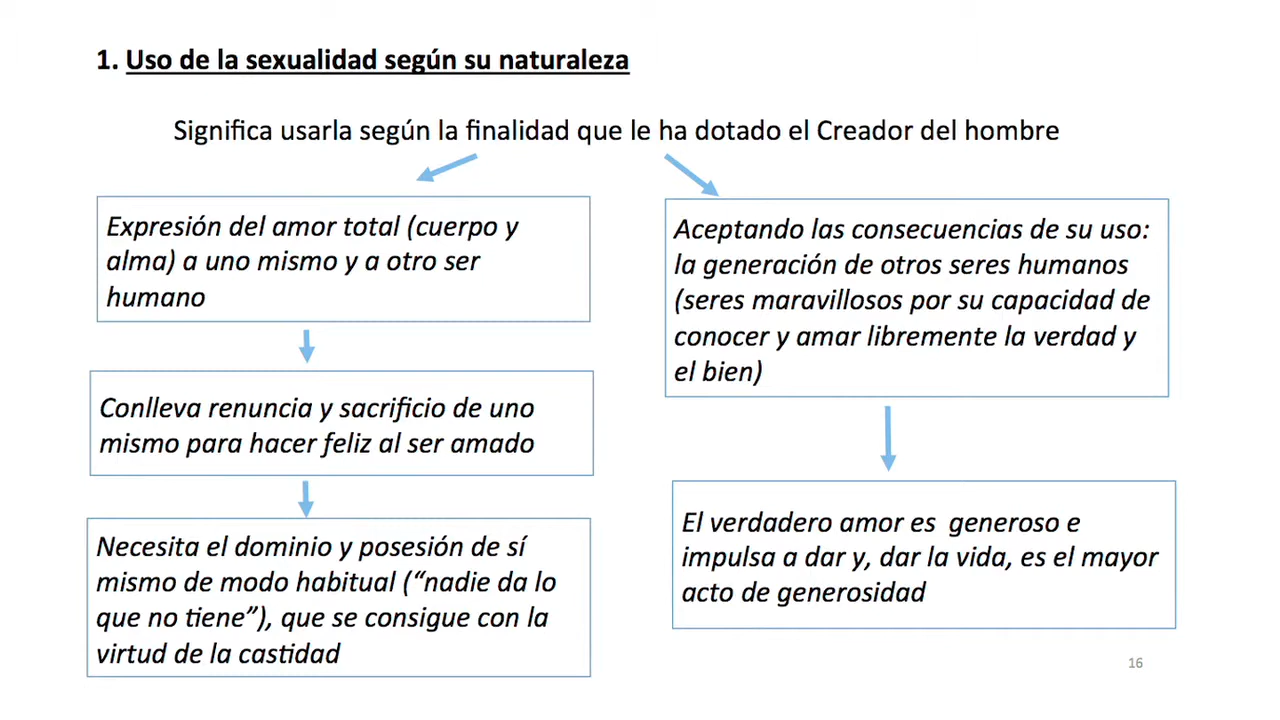 1. Uso de la sexualidad según su naturaleza
Significa usarla según la finalidad que le ha dotado el Creador del hombre
Expresión del amor total (cuerpo y
alma) a uno mismo y a otro ser
humano
Conlleva renuncia y sacrificio de uno
mismo para hacer feliz al ser amado
Necesita el dominio y posesión de sí
mismo de modo habitual (“nadie da lo
que no tiene”), que se consigue con la
virtud de la castidad
Aceptando las consecuencias de su uso:
la generación de otros seres humanos
(seres maravillosos por su capacidad de
conocer y amar libremente la verdad y
el bien)
El verdadero amor es generoso e
impulsa a dar y, dar la vida, es el mayor
acto de generosidad
16